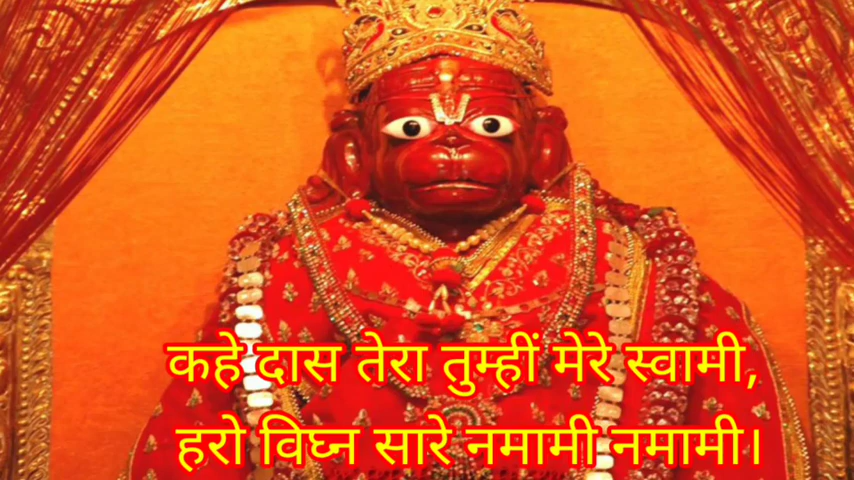 कहे दास तेरा तुम्हीं मेरे स्वामी,
हरो विघ्न सारे नमामी नमामी।